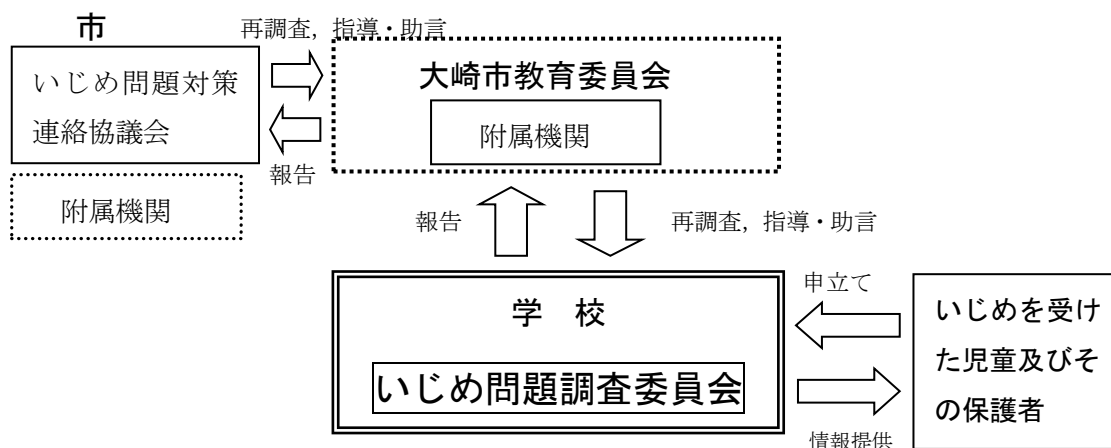 市
再調査，指導・助言
いじめ問題対策
連絡協議会
大崎市教育委員会
附属機関
報告
附属機関
報告
再調査，指導・助言
学　校
いじめ問題調査委員会
申立て
情報提供
いじめを受け
た児童及びそ
の保護者